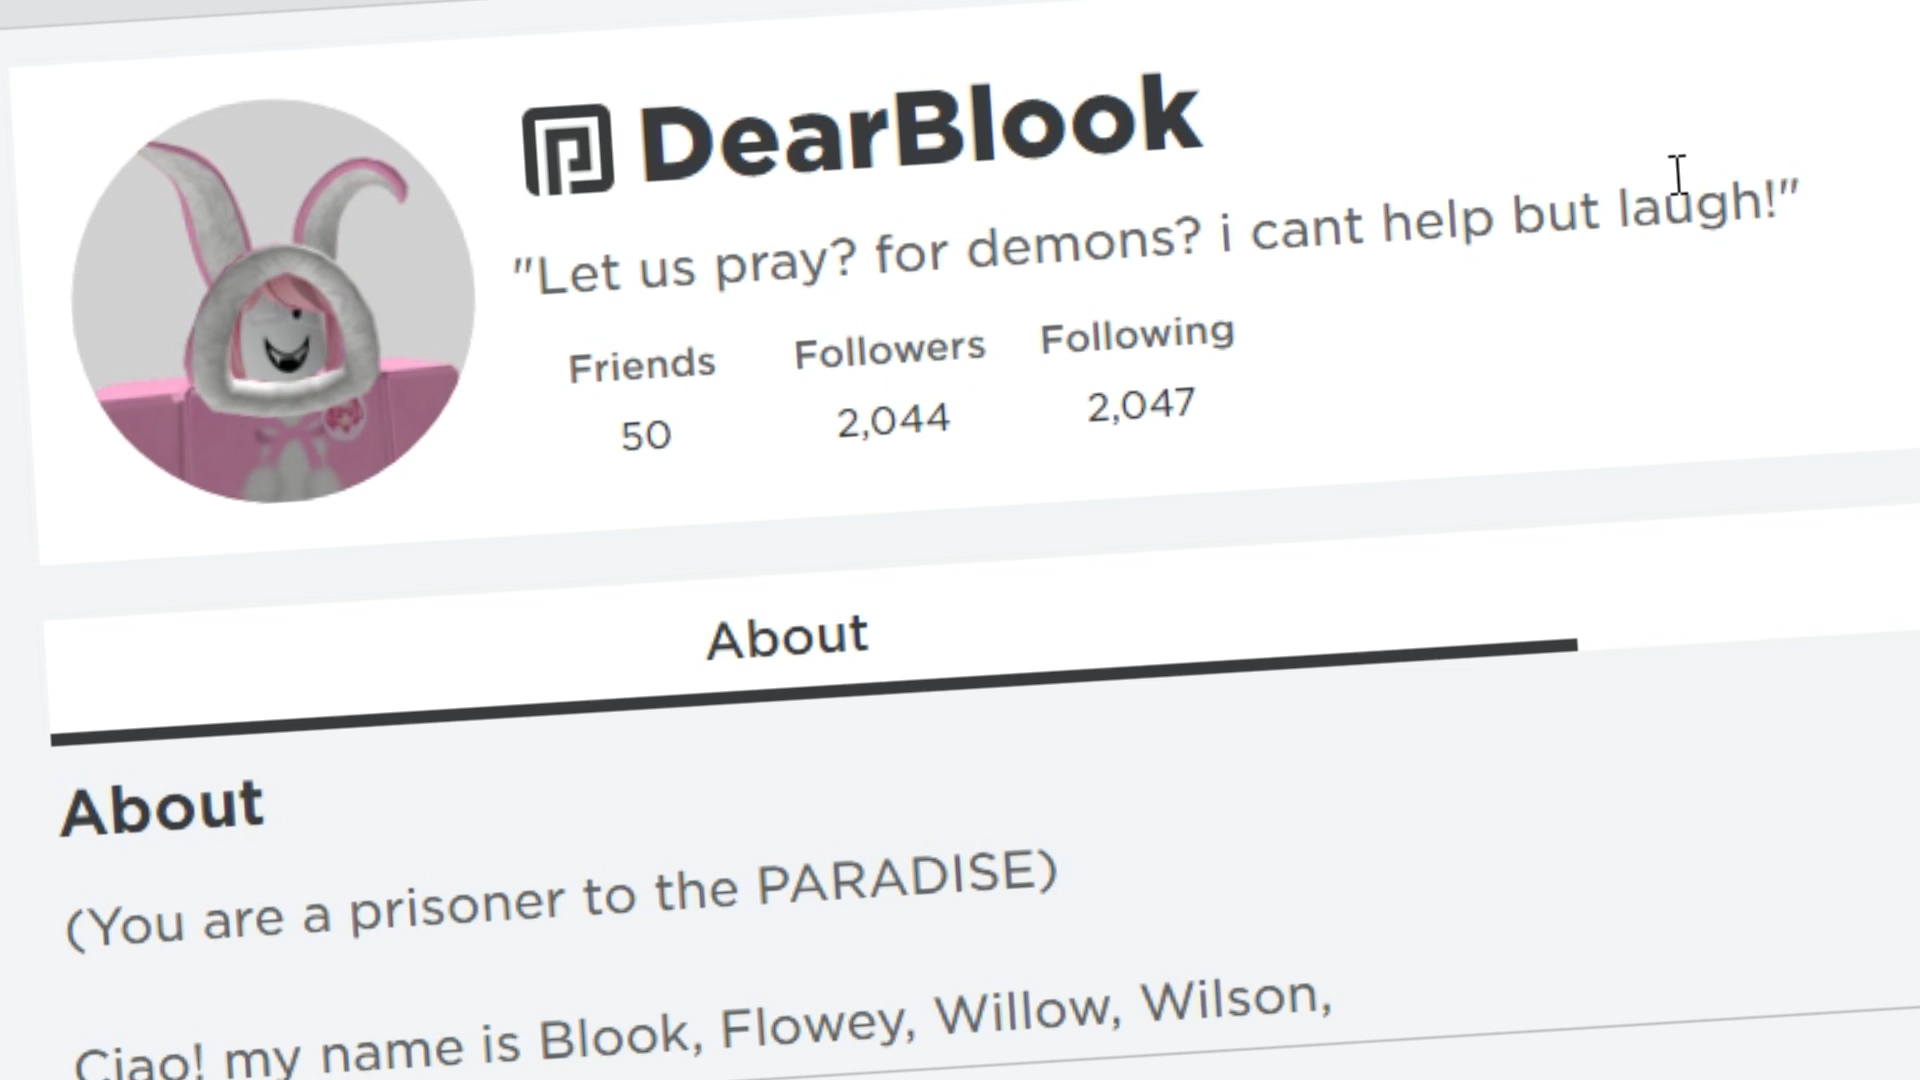 DearBlook
"Let us pray? for demons? i cant help but laugh!"
Friends Followers Following
50 2,044 2,047
About
About
(You are a prisoner to the PARADISE)
Ciao! my name is Blook, Flowey, Willow, Wilson,